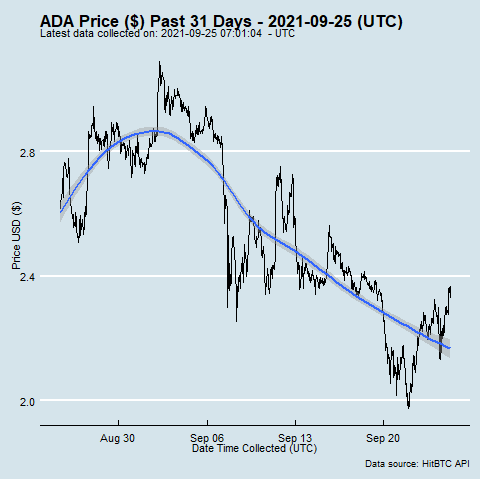 ADA Price ($) Past 31 Days - 2021-09-25 (UTC)
Latest data collected on: 2021-09-25 07:01:04 - UTC
Price USD ($)
2.8
2.4
2.0
Aug 30 Sep 06 Sep 13 Sep 20
Date Time Collected (UTC)
Data source: HitBTC API